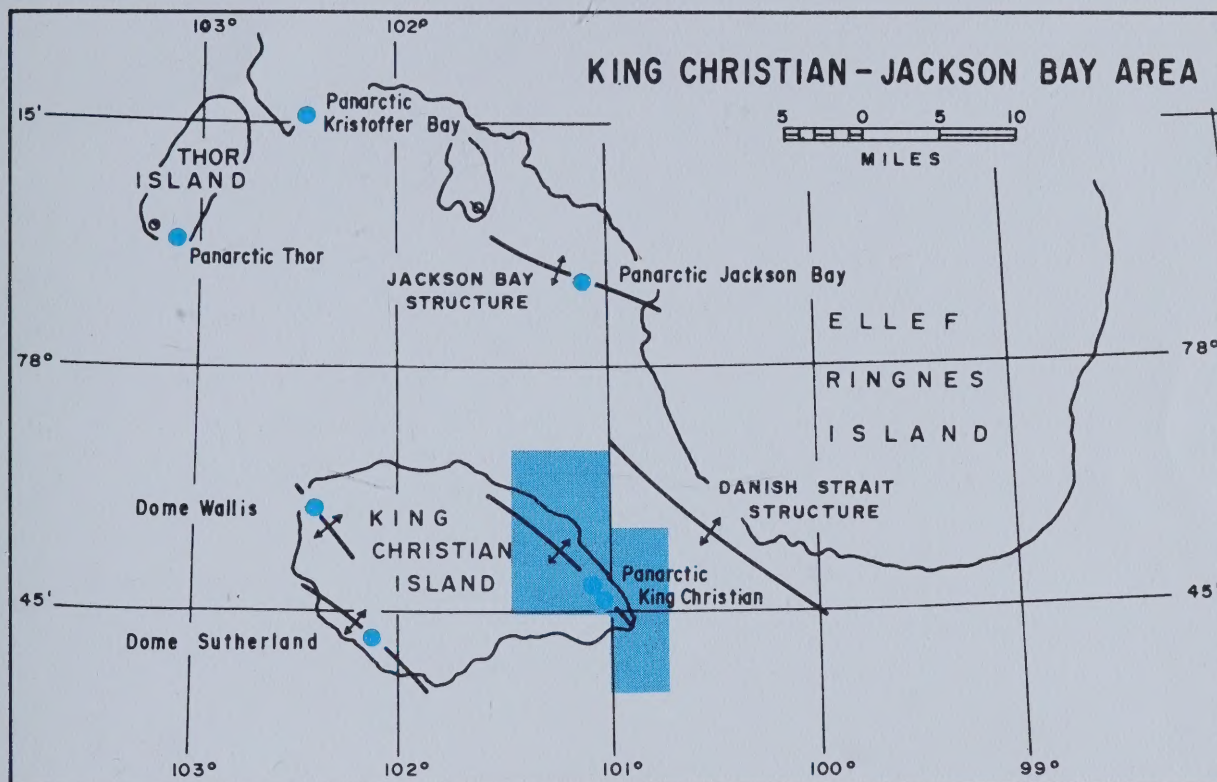 103° 102°
KING CHRISTIAN – JACKSON BAY AREA
15'
Panarctic
Kristoffer Bay
5 0 5 10
MILES
THOR
ISLAND
Panarctic Thor
JACKSON BAY
STRUCTURE
Panarctic Jackson Bay
ELLEF
RINGNES
ISLAND
78° 78°
DANISH STRAIT
STRUCTURE
Dome Wallis
KING
CHRISTIAN
ISLAND
Panarctic
King Christian
45' 45'
Dome Sutherland
103° 102° 101° 100° 99°